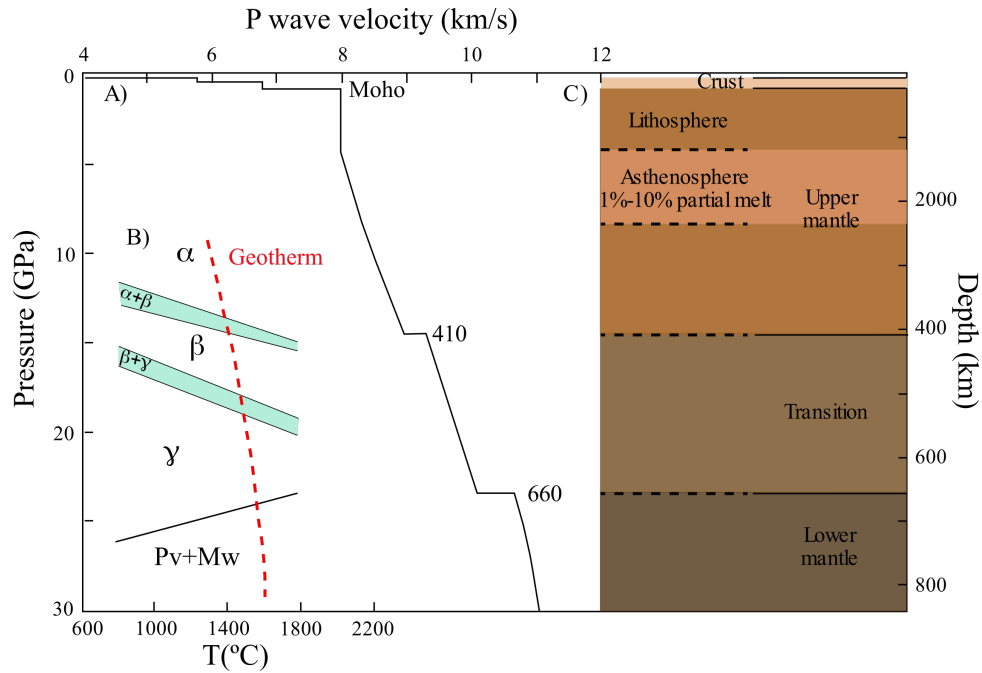 P wave velocity (km/s)
4 6 8 10 12
0
A)
Moho
C)
Crust
Lithosphere
Asthenosphere
1%-10% partial melt
Upper
mantle
2000
B)
α
Geotherm
10
α+β
β
410
400
β+γ
Transition
20
γ
600
660
Pv+Mw
Lower
mantle
800
30
600 1000 1400 1800 2200
T(ºC)
Pressure (GPa)
Depth (km)